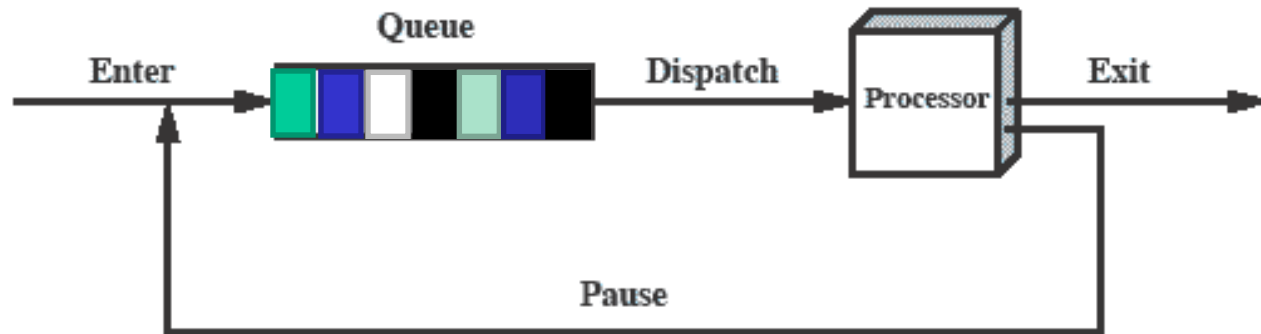 Queue
Enter
Dispatch
Exit
Processor
Pause